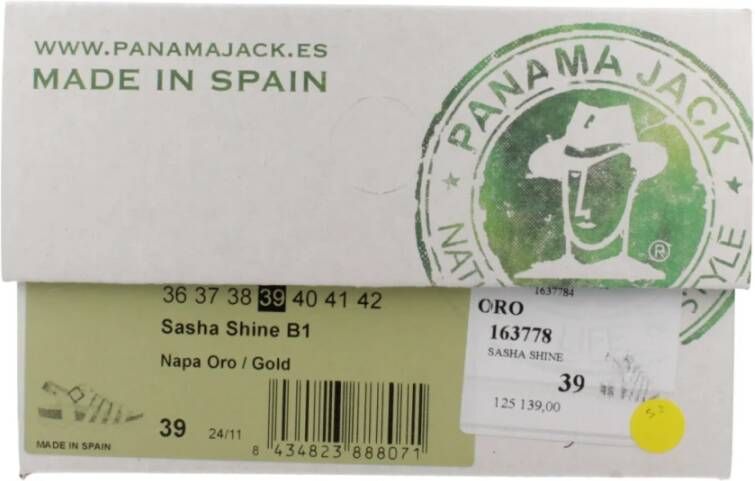 WWW.PANAMAJACK.ES
MADE IN SPAIN
PANAMA JACK
®
STYLE
36 37 38 39 40 41 42
Sasha Shine B1
Napa Oro / Gold
39
24/11
MADE IN SPAIN
8 434823 888071
1637784
ORO
163778
SASHA SHINE
39
125 139,00